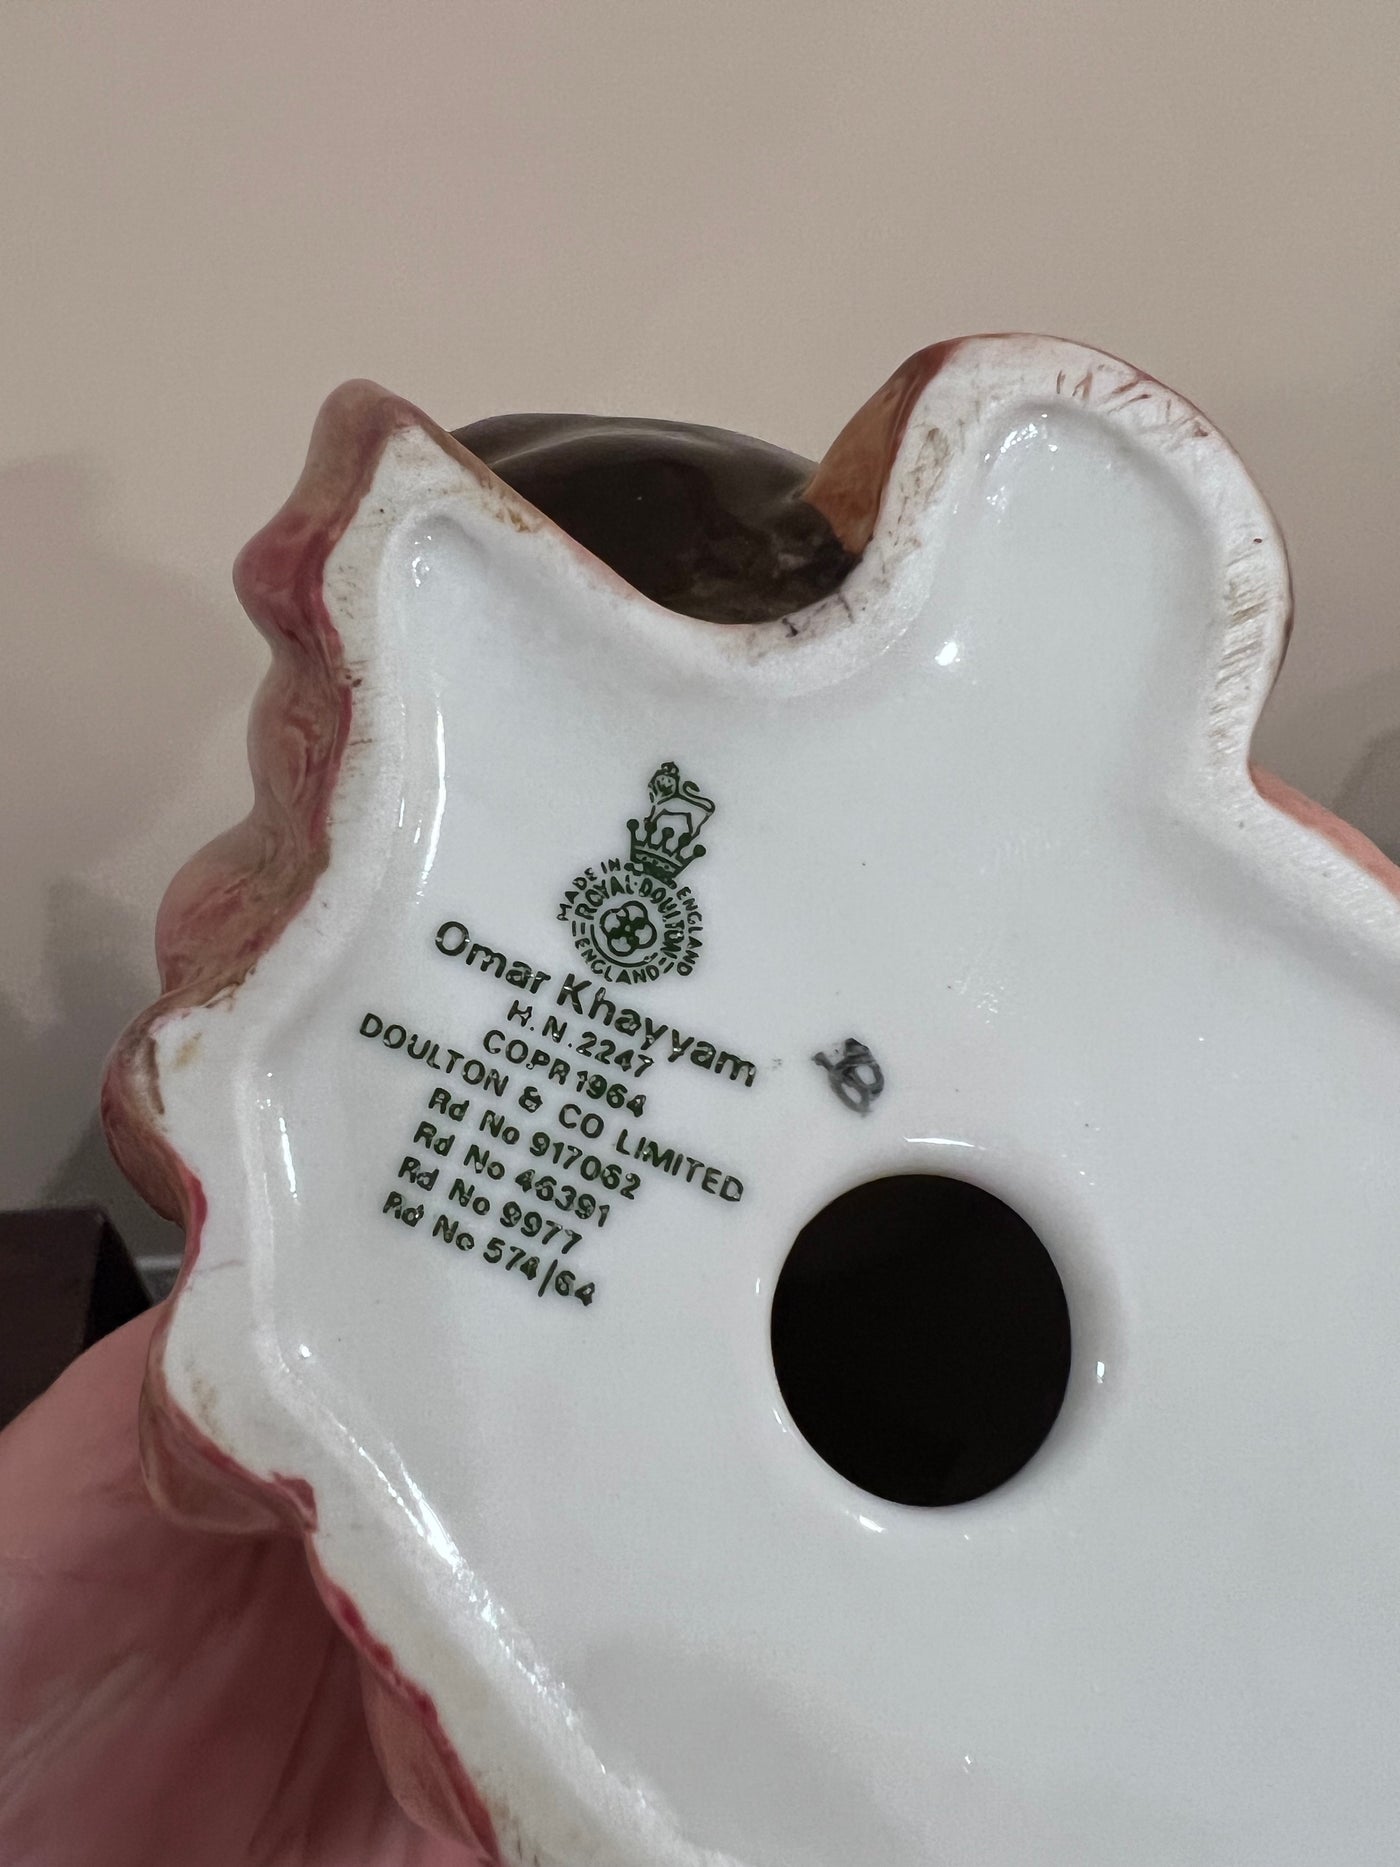 MADE IN ENGLAND
ROYAL DOULTON
ENGLAND
Omar Khayyam
H.N.2247
COPR 1964
DOULTON & CO LIMITED
Rd No 917062
Rd No 46391
Rd No 9977
Rd No 574/64